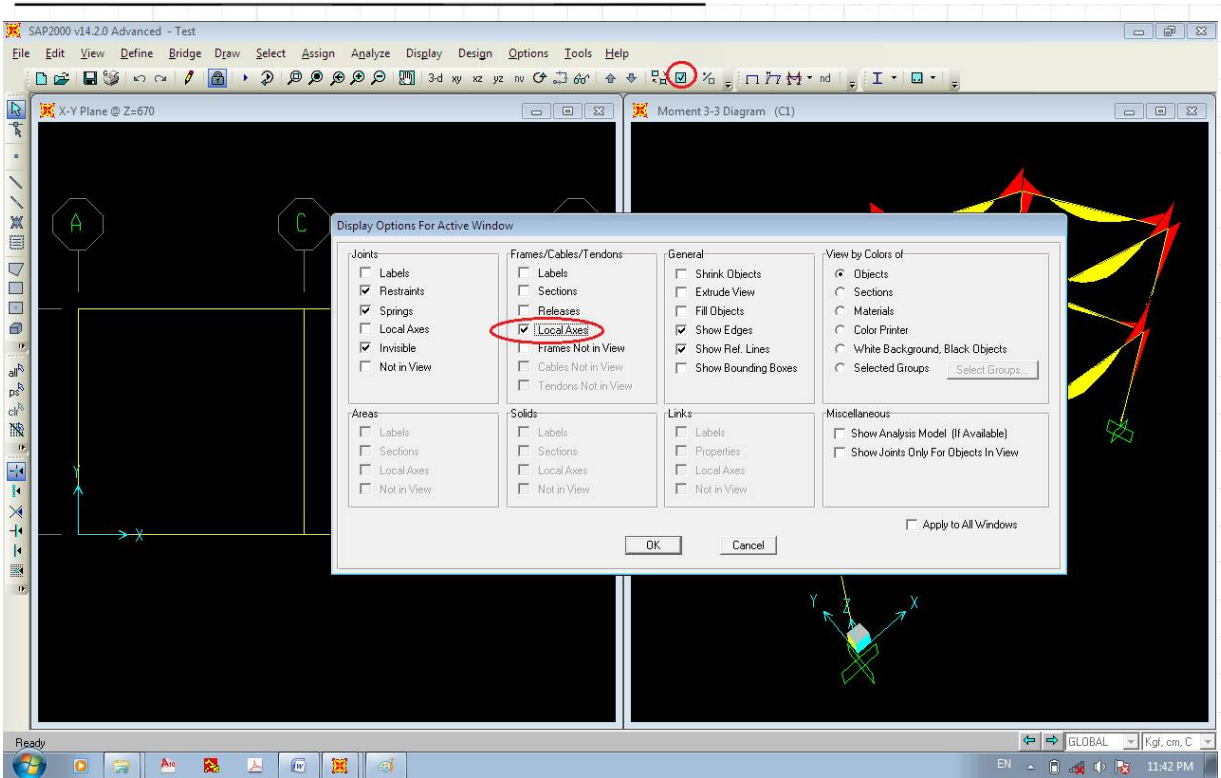 SAP2000 v14.2.0 Advanced - Test
File Edit View Define Bridge Draw Select Assign Analyze Display Design Options Tools Help
3-d xy xz yz nv nd
X-Y Plane @ Z=670
Moment 3-3 Diagram (C1)
A
C
Display Options For Active Window
Joints
Labels
Restraints
Springs
Local Axes
Invisible
Not in View
Frames/Cables/Tendons
Labels
Sections
Releases
Local Axes
Frames Not in View
Cables Not in View
Tendons Not in View
General
Shrink Objects
Extrude View
Fill Objects
Show Edges
Show Ref. Lines
Show Bounding Boxes
View by Colors of
Objects
Sections
Materials
Color Printer
White Background, Black Objects
Selected Groups Select Groups...
Areas
Labels
Sections
Local Axes
Not in View
Solids
Labels
Sections
Local Axes
Not in View
Links
Labels
Properties
Local Axes
Not in View
Miscellaneous
Show Analysis Model (If Available)
Show Joints Only For Objects In View
Apply to All Windows
OK Cancel
all
ps
clr
Y
X
Y Z X
Ready
GLOBAL Kgf, cm, C
EN 11:42 PM